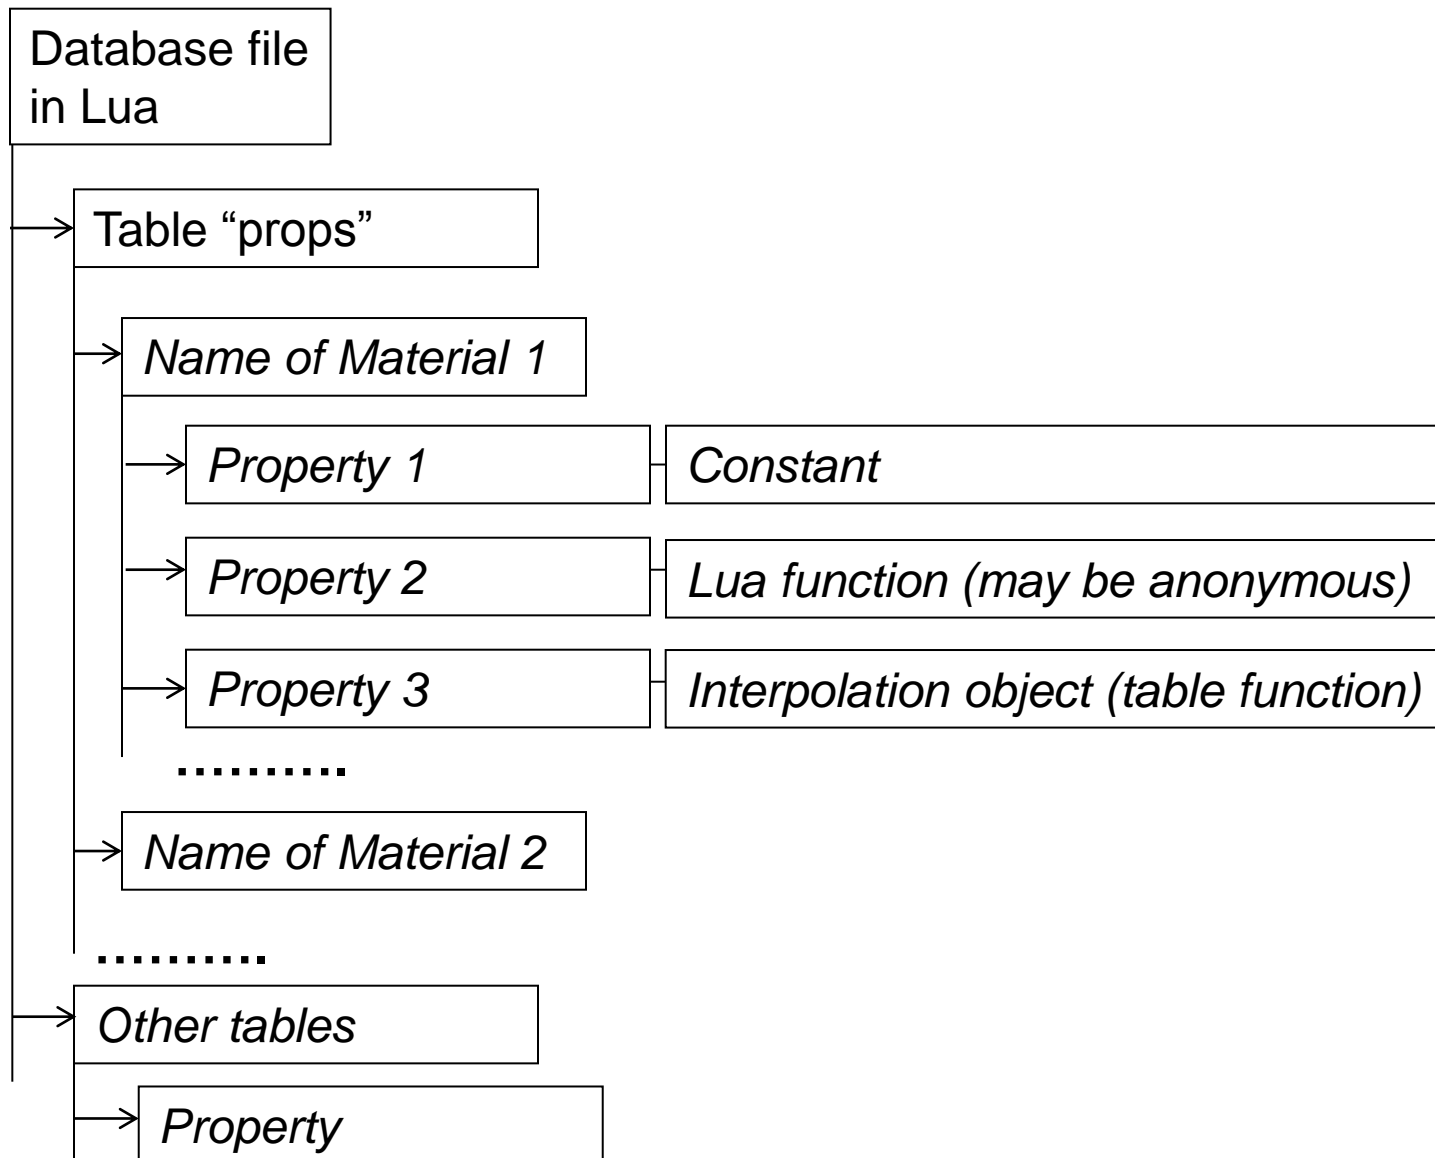 Database file
in Lua
Table “props”
Name of Material 1
Property 1
Constant
Property 2
Lua function (may be anonymous)
Property 3
Interpolation object (table function)
..........
Name of Material 2
..........
Other tables
Property